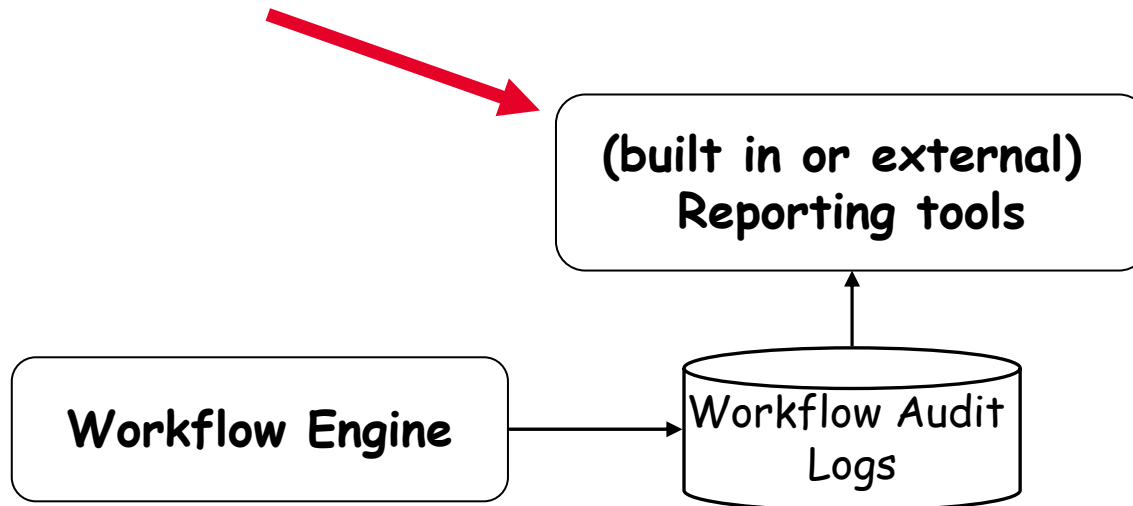 (built in or external)
Reporting tools
Workflow Engine
Workflow Audit
Logs